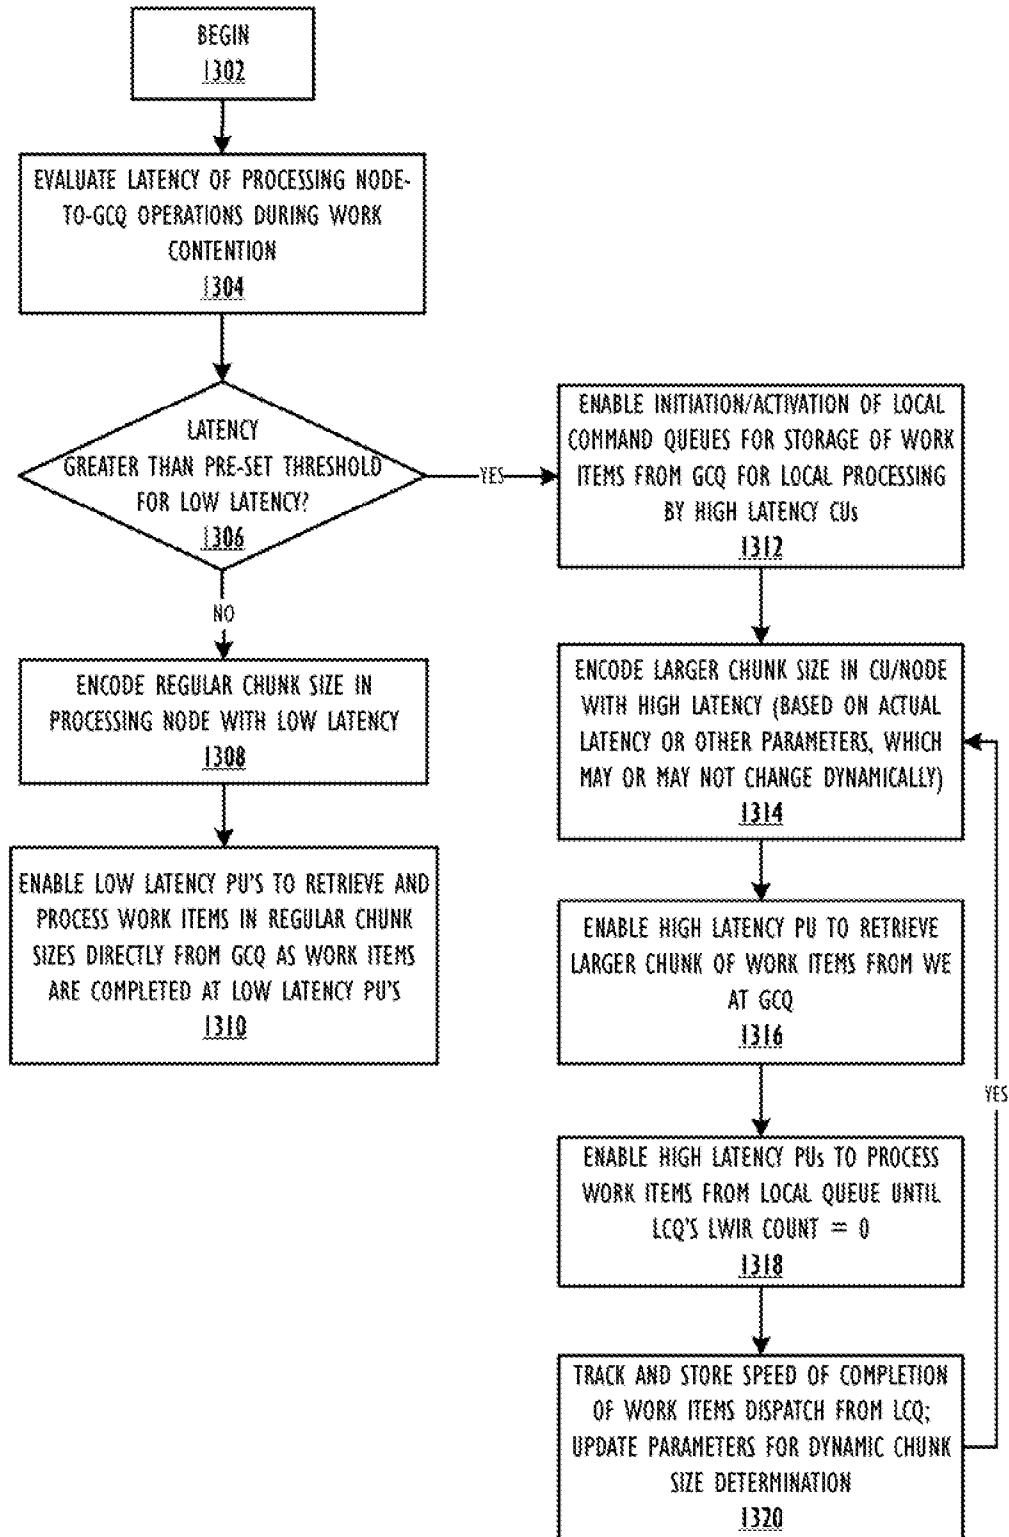 BEGIN
1302
EVALUATE LATENCY OF PROCESSING NODE-
TO-GCQ OPERATIONS DURING WORK
CONTENTION
1304
LATENCY
GREATER THAN PRE-SET THRESHOLD
FOR LOW LATENCY?
1306
YES
NO
ENCODE REGULAR CHUNK SIZE IN
PROCESSING NODE WITH LOW LATENCY
1308
ENABLE LOW LATENCY PU'S TO RETRIEVE AND
PROCESS WORK ITEMS IN REGULAR CHUNK
SIZES DIRECTLY FROM GCQ AS WORK ITEMS
ARE COMPLETED AT LOW LATENCY PU'S
1310
ENABLE INITIATION/ACTIVATION OF LOCAL
COMMAND QUEUES FOR STORAGE OF WORK
ITEMS FROM GCQ FOR LOCAL PROCESSING
BY HIGH LATENCY CUs
1312
ENCODE LARGER CHUNK SIZE IN CU/NODE
WITH HIGH LATENCY (BASED ON ACTUAL
LATENCY OR OTHER PARAMETERS, WHICH
MAY OR MAY NOT CHANGE DYNAMICALLY)
1314
ENABLE HIGH LATENCY PU TO RETRIEVE
LARGER CHUNK OF WORK ITEMS FROM WE
AT GCQ
1316
YES
ENABLE HIGH LATENCY PUs TO PROCESS
WORK ITEMS FROM LOCAL QUEUE UNTIL
LCQ'S LWIR COUNT = 0
1318
TRACK AND STORE SPEED OF COMPLETION
OF WORK ITEMS DISPATCH FROM LCQ;
UPDATE PARAMETERS FOR DYNAMIC CHUNK
SIZE DETERMINATION
1320